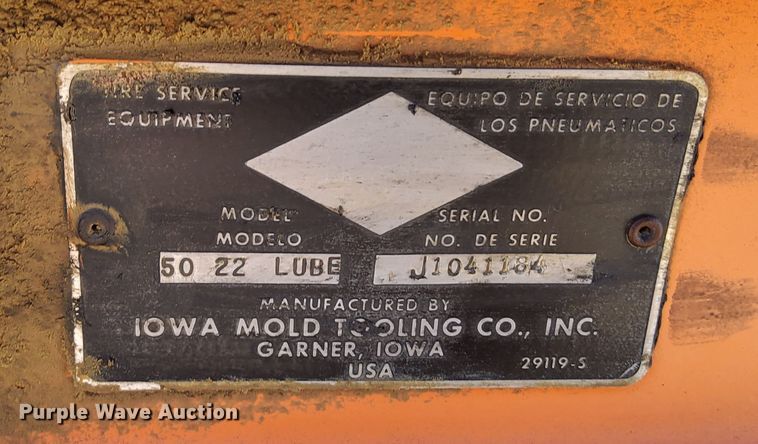 TIRE SERVICE
EQUIPMENT
EQUIPO DE SERVICIO DE
LOS PNEUMATICOS
MODEL
MODELO
50 22 LUBE
SERIAL NO.
NO. DE SERIE
J1041184
MANUFACTURED BY
IOWA MOLD TOOLING CO., INC.
GARNER, IOWA
USA
29119-S
Purple Wave Auction